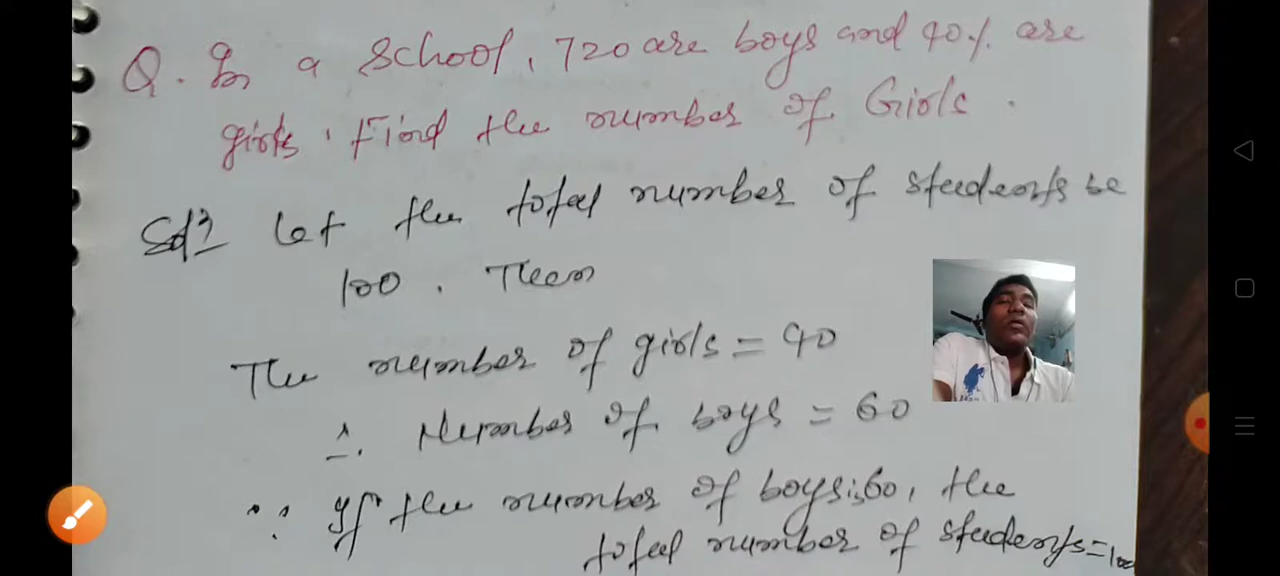 Q. In a School, 720 are boys and 40% are
girls. Find the number of Girls.
Sol? Let the total number of students be
100. Then
The number of girls = 40
∴ Number of boys = 60
∵ If the number of boys is 60, the
total number of students = 100